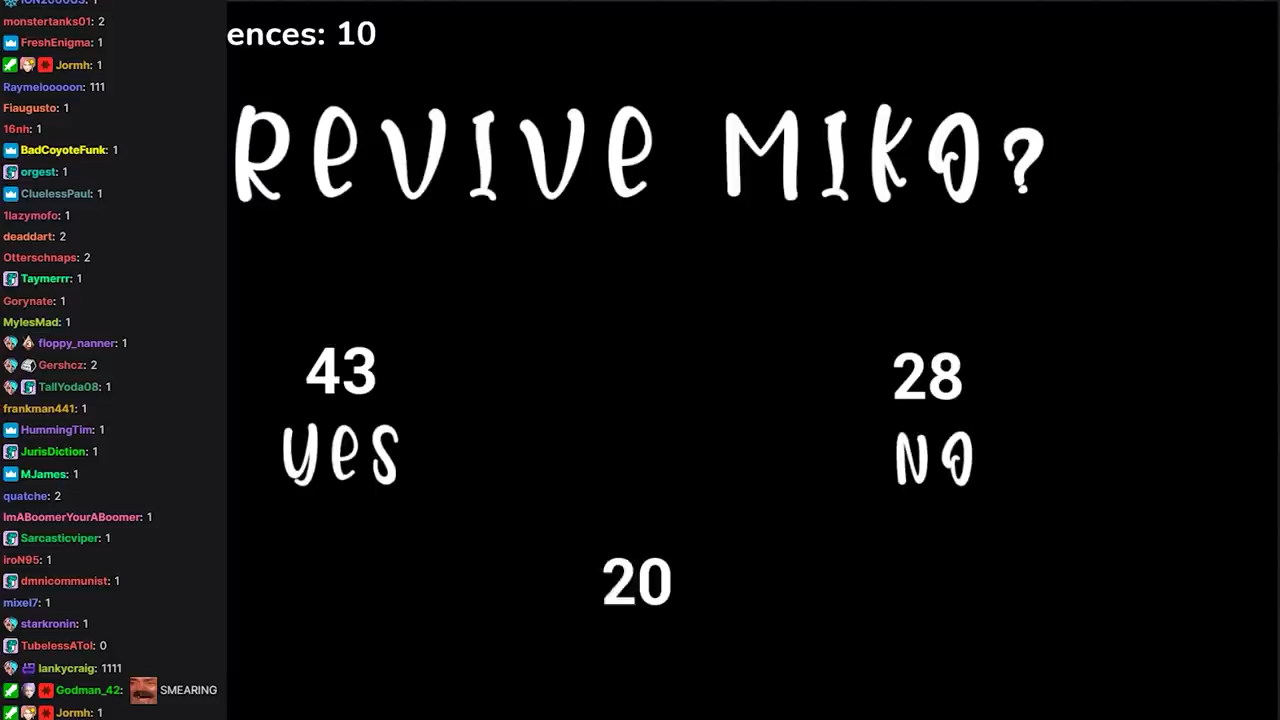 ION2000GS: 1
monstertanks01: 2
FreshEnigma: 1
Jormh: 1
Raymelooooon: 111
Fiaugusto: 1
16nh: 1
BadCoyoteFunk: 1
orgest: 1
CluelessPaul: 1
1lazymofo: 1
deaddart: 2
Otterschnaps: 2
Taymerrr: 1
Gorynate: 1
MylesMad: 1
floppy_nanner: 1
Gershcz: 2
TallYoda08: 1
frankman441: 1
HummingTim: 1
JurisDiction: 1
MJames: 1
quatche: 2
ImABoomerYourABoomer: 1
Sarcasticviper: 1
iroN95: 1
dmnicommunist: 1
mixel7: 1
starkronin: 1
TubelessATol: 0
lankycraig: 1111
Godman_42: SMEARING
Jormh: 1
ences: 10
REVIVE MIKO?
43
YES
28
NO
20